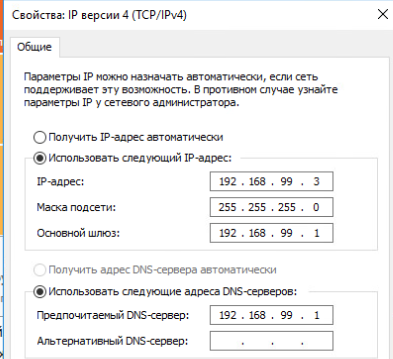 Свойства: IP версии 4 (TCP/IPv4)
Общие
Параметры IP можно назначать автоматически, если сеть
поддерживает эту возможность. В противном случае узнайте
параметры IP у сетевого администратора.
Получить IP-адрес автоматически
Использовать следующий IP-адрес:
IP-адрес: 192 . 168 . 99 . 3
Маска подсети: 255 . 255 . 255 . 0
Основной шлюз: 192 . 168 . 99 . 1
Получить адрес DNS-сервера автоматически
Использовать следующие адреса DNS-серверов:
Предпочитаемый DNS-сервер: 192 . 168 . 99 . 1
Альтернативный DNS-сервер: . . .